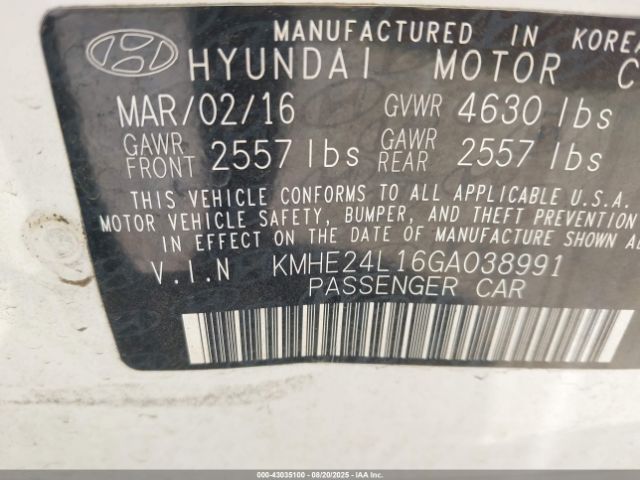 MANUFACTURED IN KOREA
HYUNDAI MOTOR C
MAR/02/16 GVWR 4630 lbs
GAWR FRONT 2557 lbs GAWR REAR 2557 lbs
THIS VEHICLE CONFORMS TO ALL APPLICABLE U.S.A.
MOTOR VEHICLE SAFETY, BUMPER, AND THEFT PREVENTION
IN EFFECT ON THE DATE OF MANUFACTURE SHOWN AB
V.I.N KMHE24L16GA038991
PASSENGER CAR
000-43035100 - 08/20/2025 - IAA Inc.